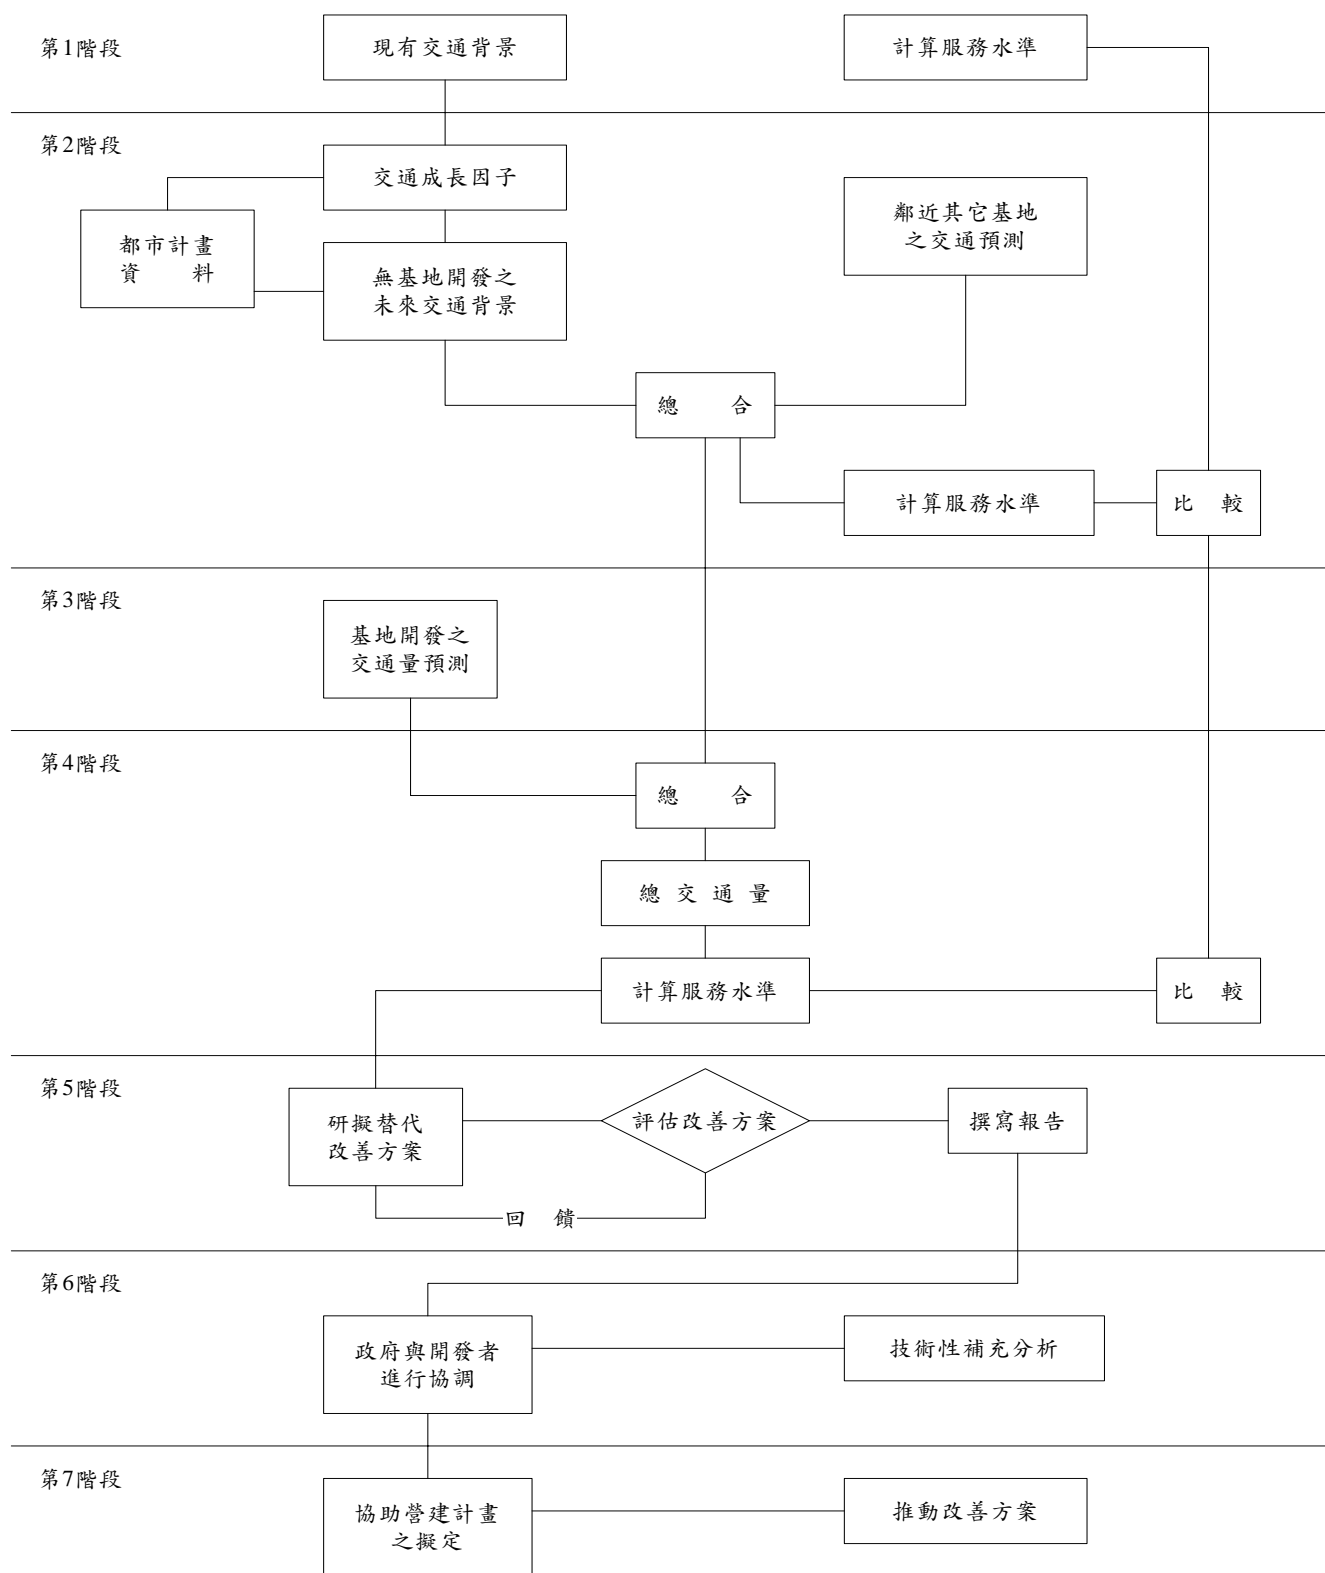 第1階段
現有交通背景
計算服務水準
第2階段
交通成長因子
都市計畫
資　　料
鄰近其它基地
之交通預測
無基地開發之
未來交通背景
總　　合
計算服務水準
比　較
第3階段
基地開發之
交通量預測
第4階段
總　　合
總 交 通 量
計算服務水準
比　較
第5階段
研擬替代
改善方案
評估改善方案
撰寫報告
回　饋
第6階段
政府與開發者
進行協調
技術性補充分析
第7階段
協助營建計畫
之擬定
推動改善方案